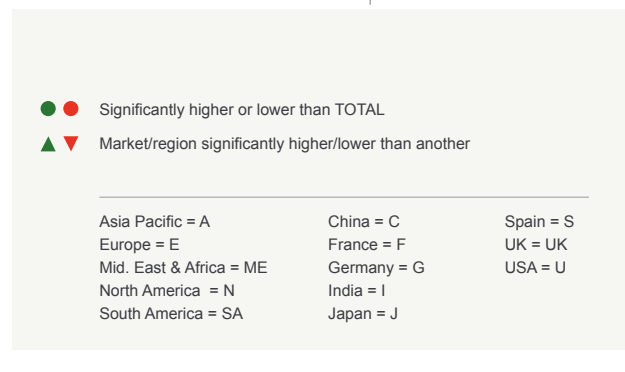 Significantly higher or lower than TOTAL
Market/region significantly higher/lower than another
Asia Pacific = A
Europe = E
Mid. East & Africa = ME
North America = N
South America = SA
China = C
France = F
Germany = G
India = I
Japan = J
Spain = S
UK = UK
USA = U